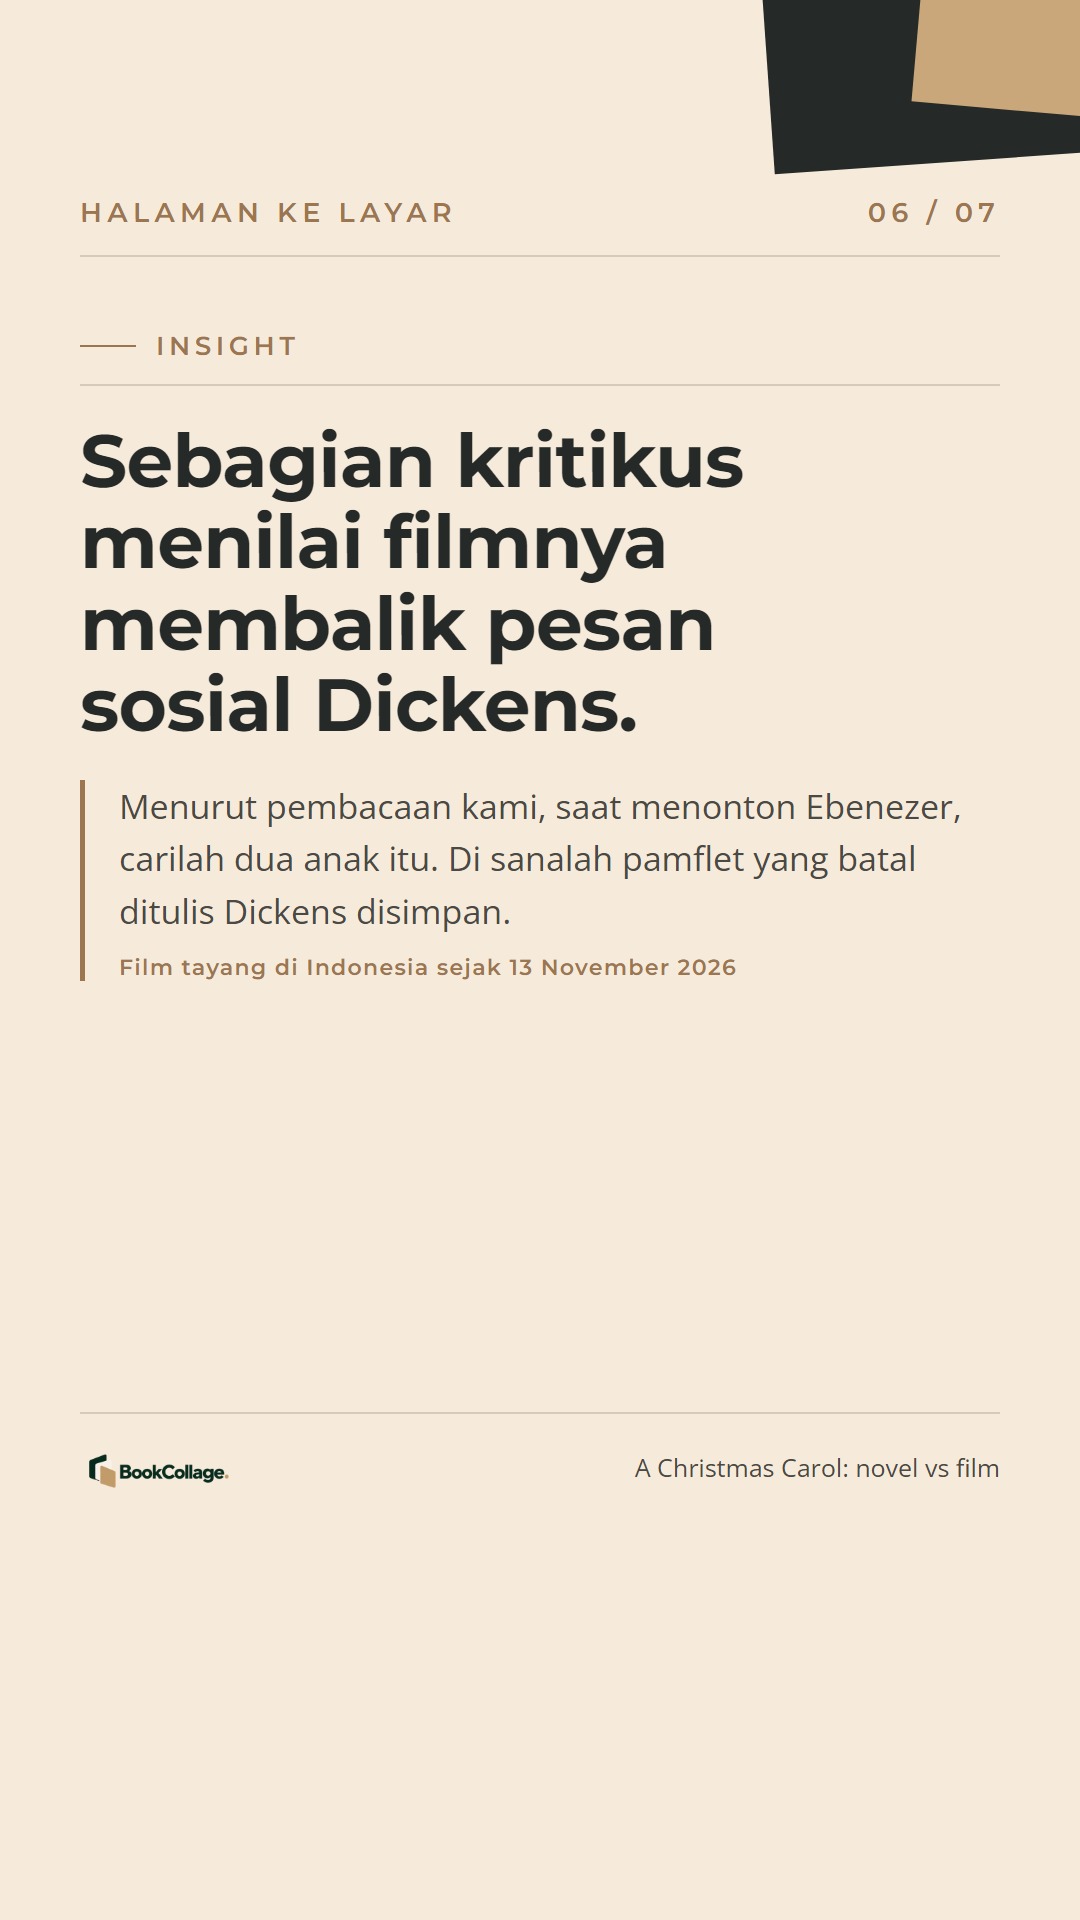 HALAMAN KE LAYAR
06 / 07
INSIGHT
Sebagian kritikus
menilai filmnya
membalik pesan
sosial Dickens.
Menurut pembacaan kami, saat menonton Ebenezer,
carilah dua anak itu. Di sanalah pamflet yang batal
ditulis Dickens disimpan.
Film tayang di Indonesia sejak 13 November 2026
BookCollage.
A Christmas Carol: novel vs film